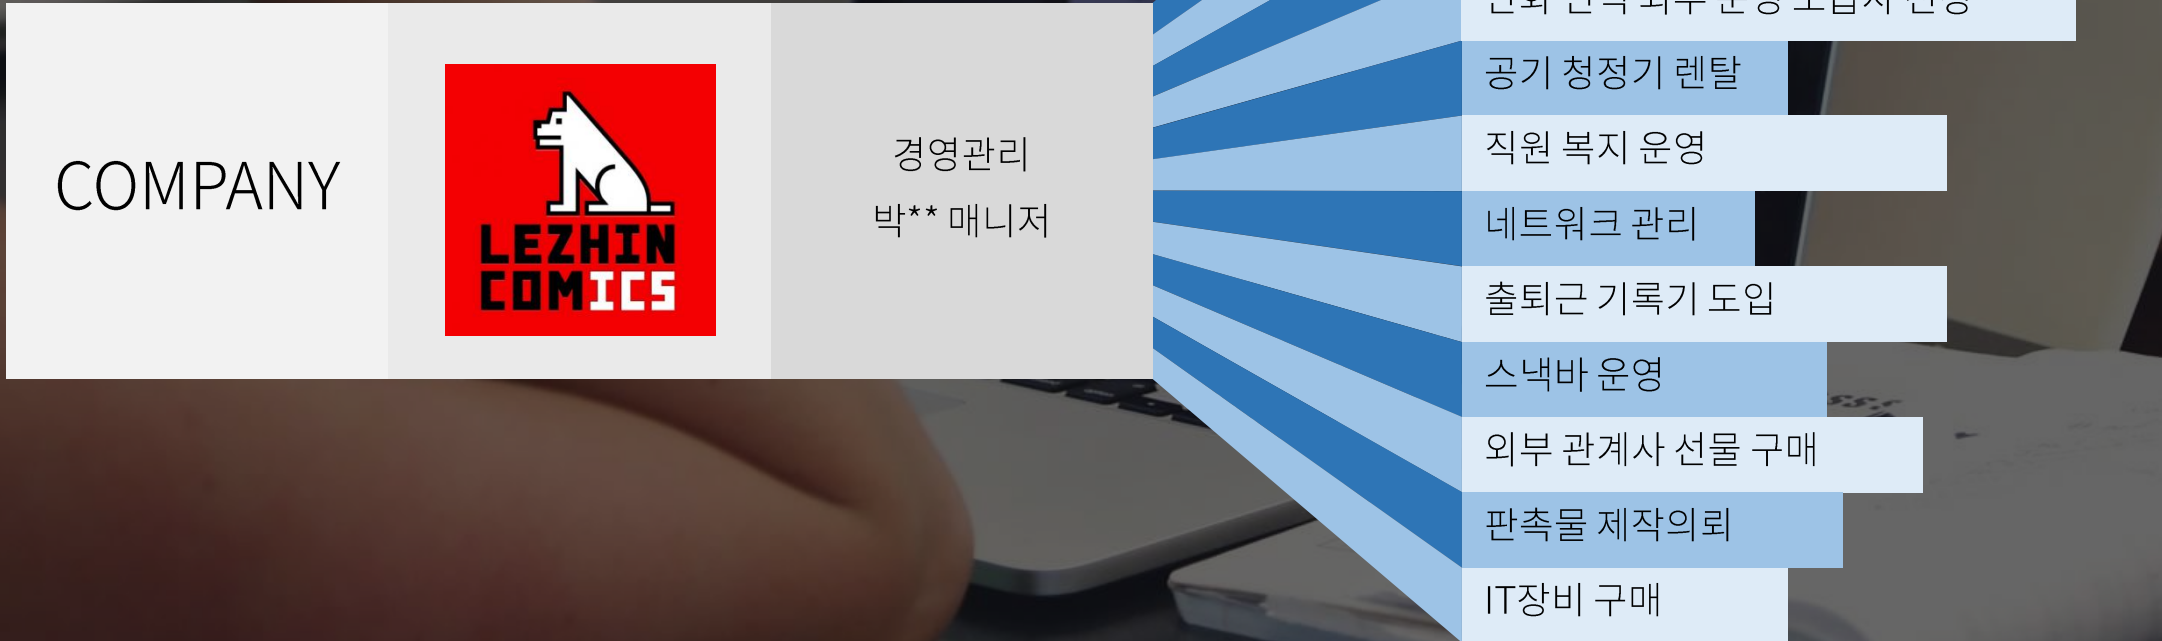 COMPANY
LEZHIN
COMICS
경영관리
박** 매니저
공기 청정기 렌탈
직원 복지 운영
네트워크 관리
출퇴근 기록기 도입
스낵바 운영
외부 관계사 선물 구매
판촉물 제작의뢰
IT장비 구매